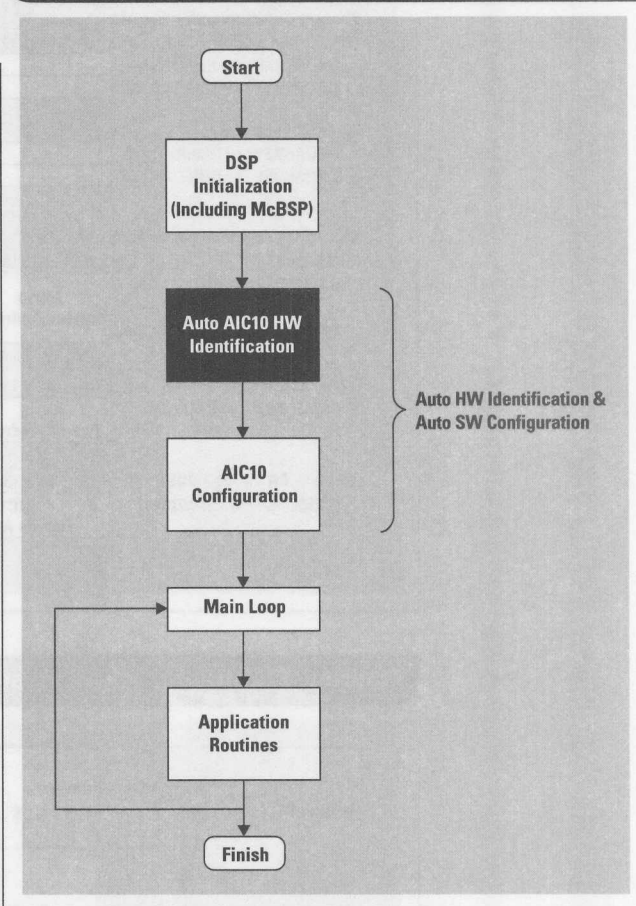 Start
DSP
Initialization
(Including McBSP)
Auto AIC10 HW
Identification
Auto HW Identification &
Auto SW Configuration
AIC10
Configuration
Main Loop
Application
Routines
Finish